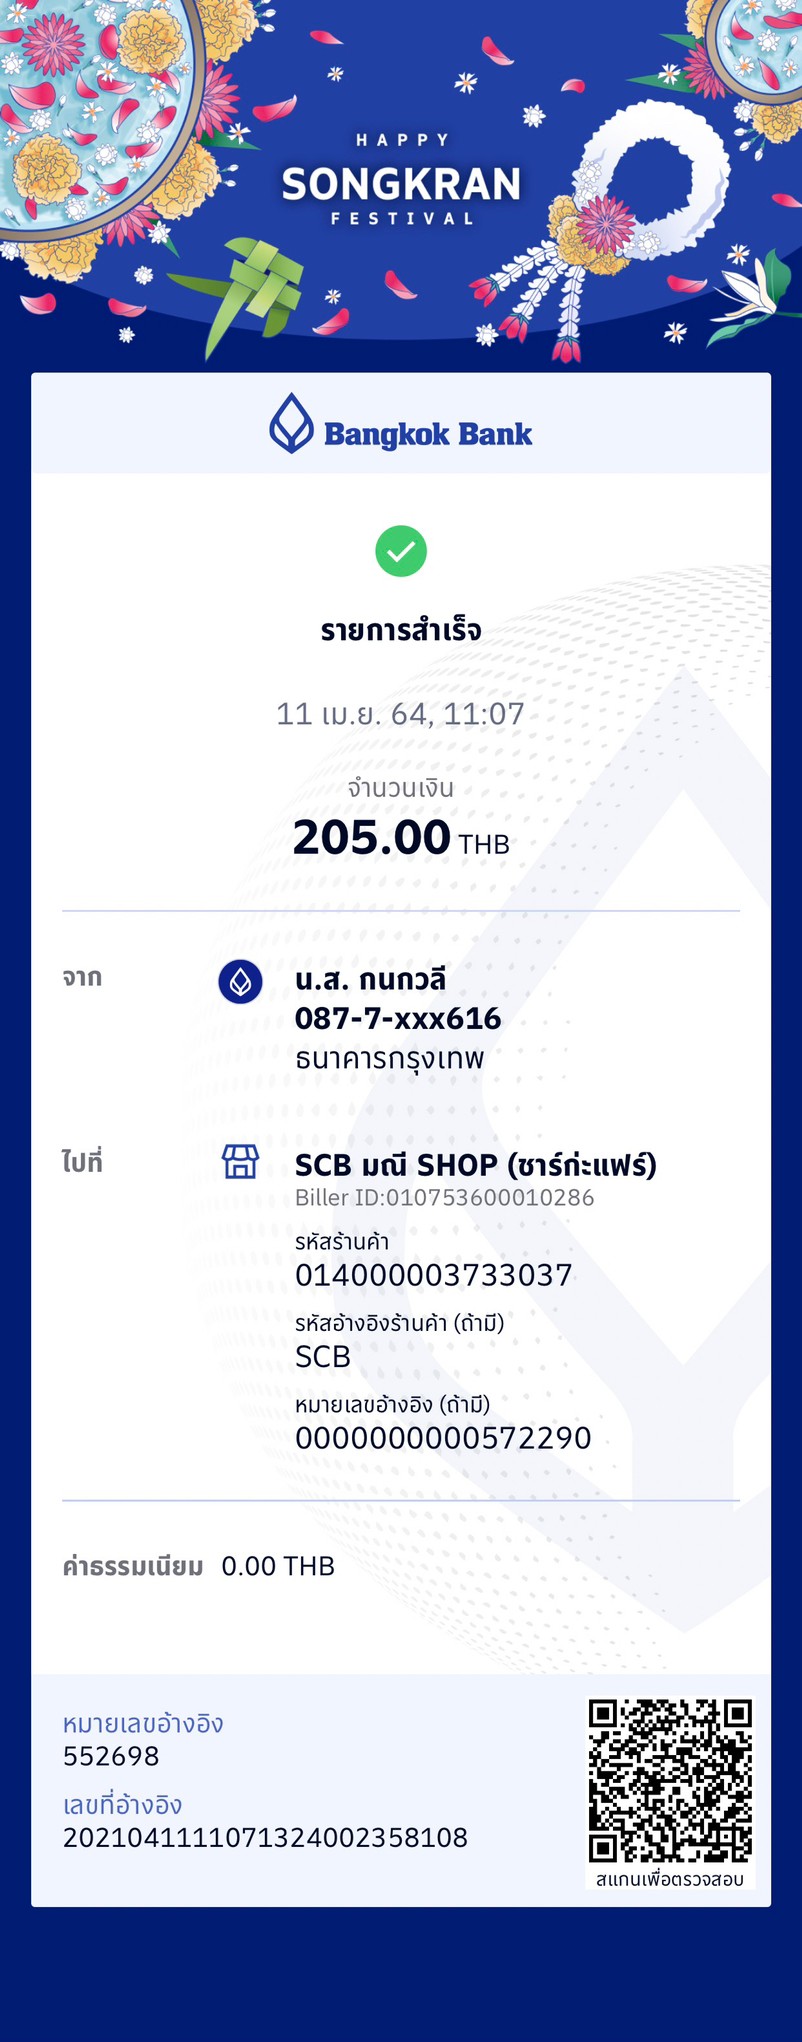 HAPPY
SONGKRAN
FESTIVAL
Bangkok Bank
รายการสำเร็จ
11 เม.ย. 64, 11:07
จำนวนเงิน
205.00 THB
จาก
น.ส. กนกวลี
087-7-xxx616
ธนาคารกรุงเทพ
ไปที่
SCB มณี SHOP (ชาร์ก่ะแฟร์)
Biller ID:010753600010286
รหัสร้านค้า
014000003733037
รหัสอ้างอิงร้านค้า (ถ้ามี)
SCB
หมายเลขอ้างอิง (ถ้ามี)
0000000000572290
ค่าธรรมเนียม 0.00 THB
หมายเลขอ้างอิง
552698
เลขที่อ้างอิง
2021041111071324002358108
สแกนเพื่อตรวจสอบ